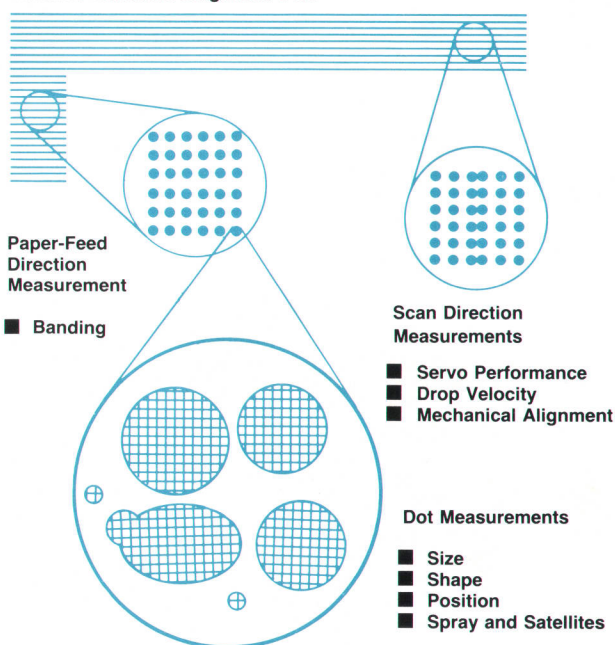 Paper-Feed
Direction
Measurement
■ Banding
Scan Direction
Measurements
■ Servo Performance
■ Drop Velocity
■ Mechanical Alignment
Dot Measurements
■ Size
■ Shape
■ Position
■ Spray and Satellites